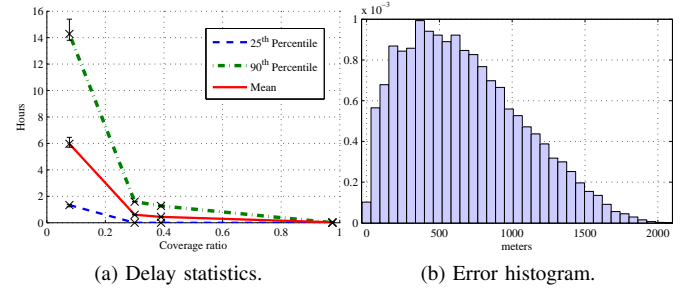 16
14
12
10
8
6
4
2
0
Hours
0 0.2 0.4 0.6 0.8 1
Coverage ratio
25th Percentile
90th Percentile
Mean
(a) Delay statistics.
1 x 10-3
0.8
0.6
0.4
0.2
0
0 500 1000 1500 2000
meters
(b) Error histogram.